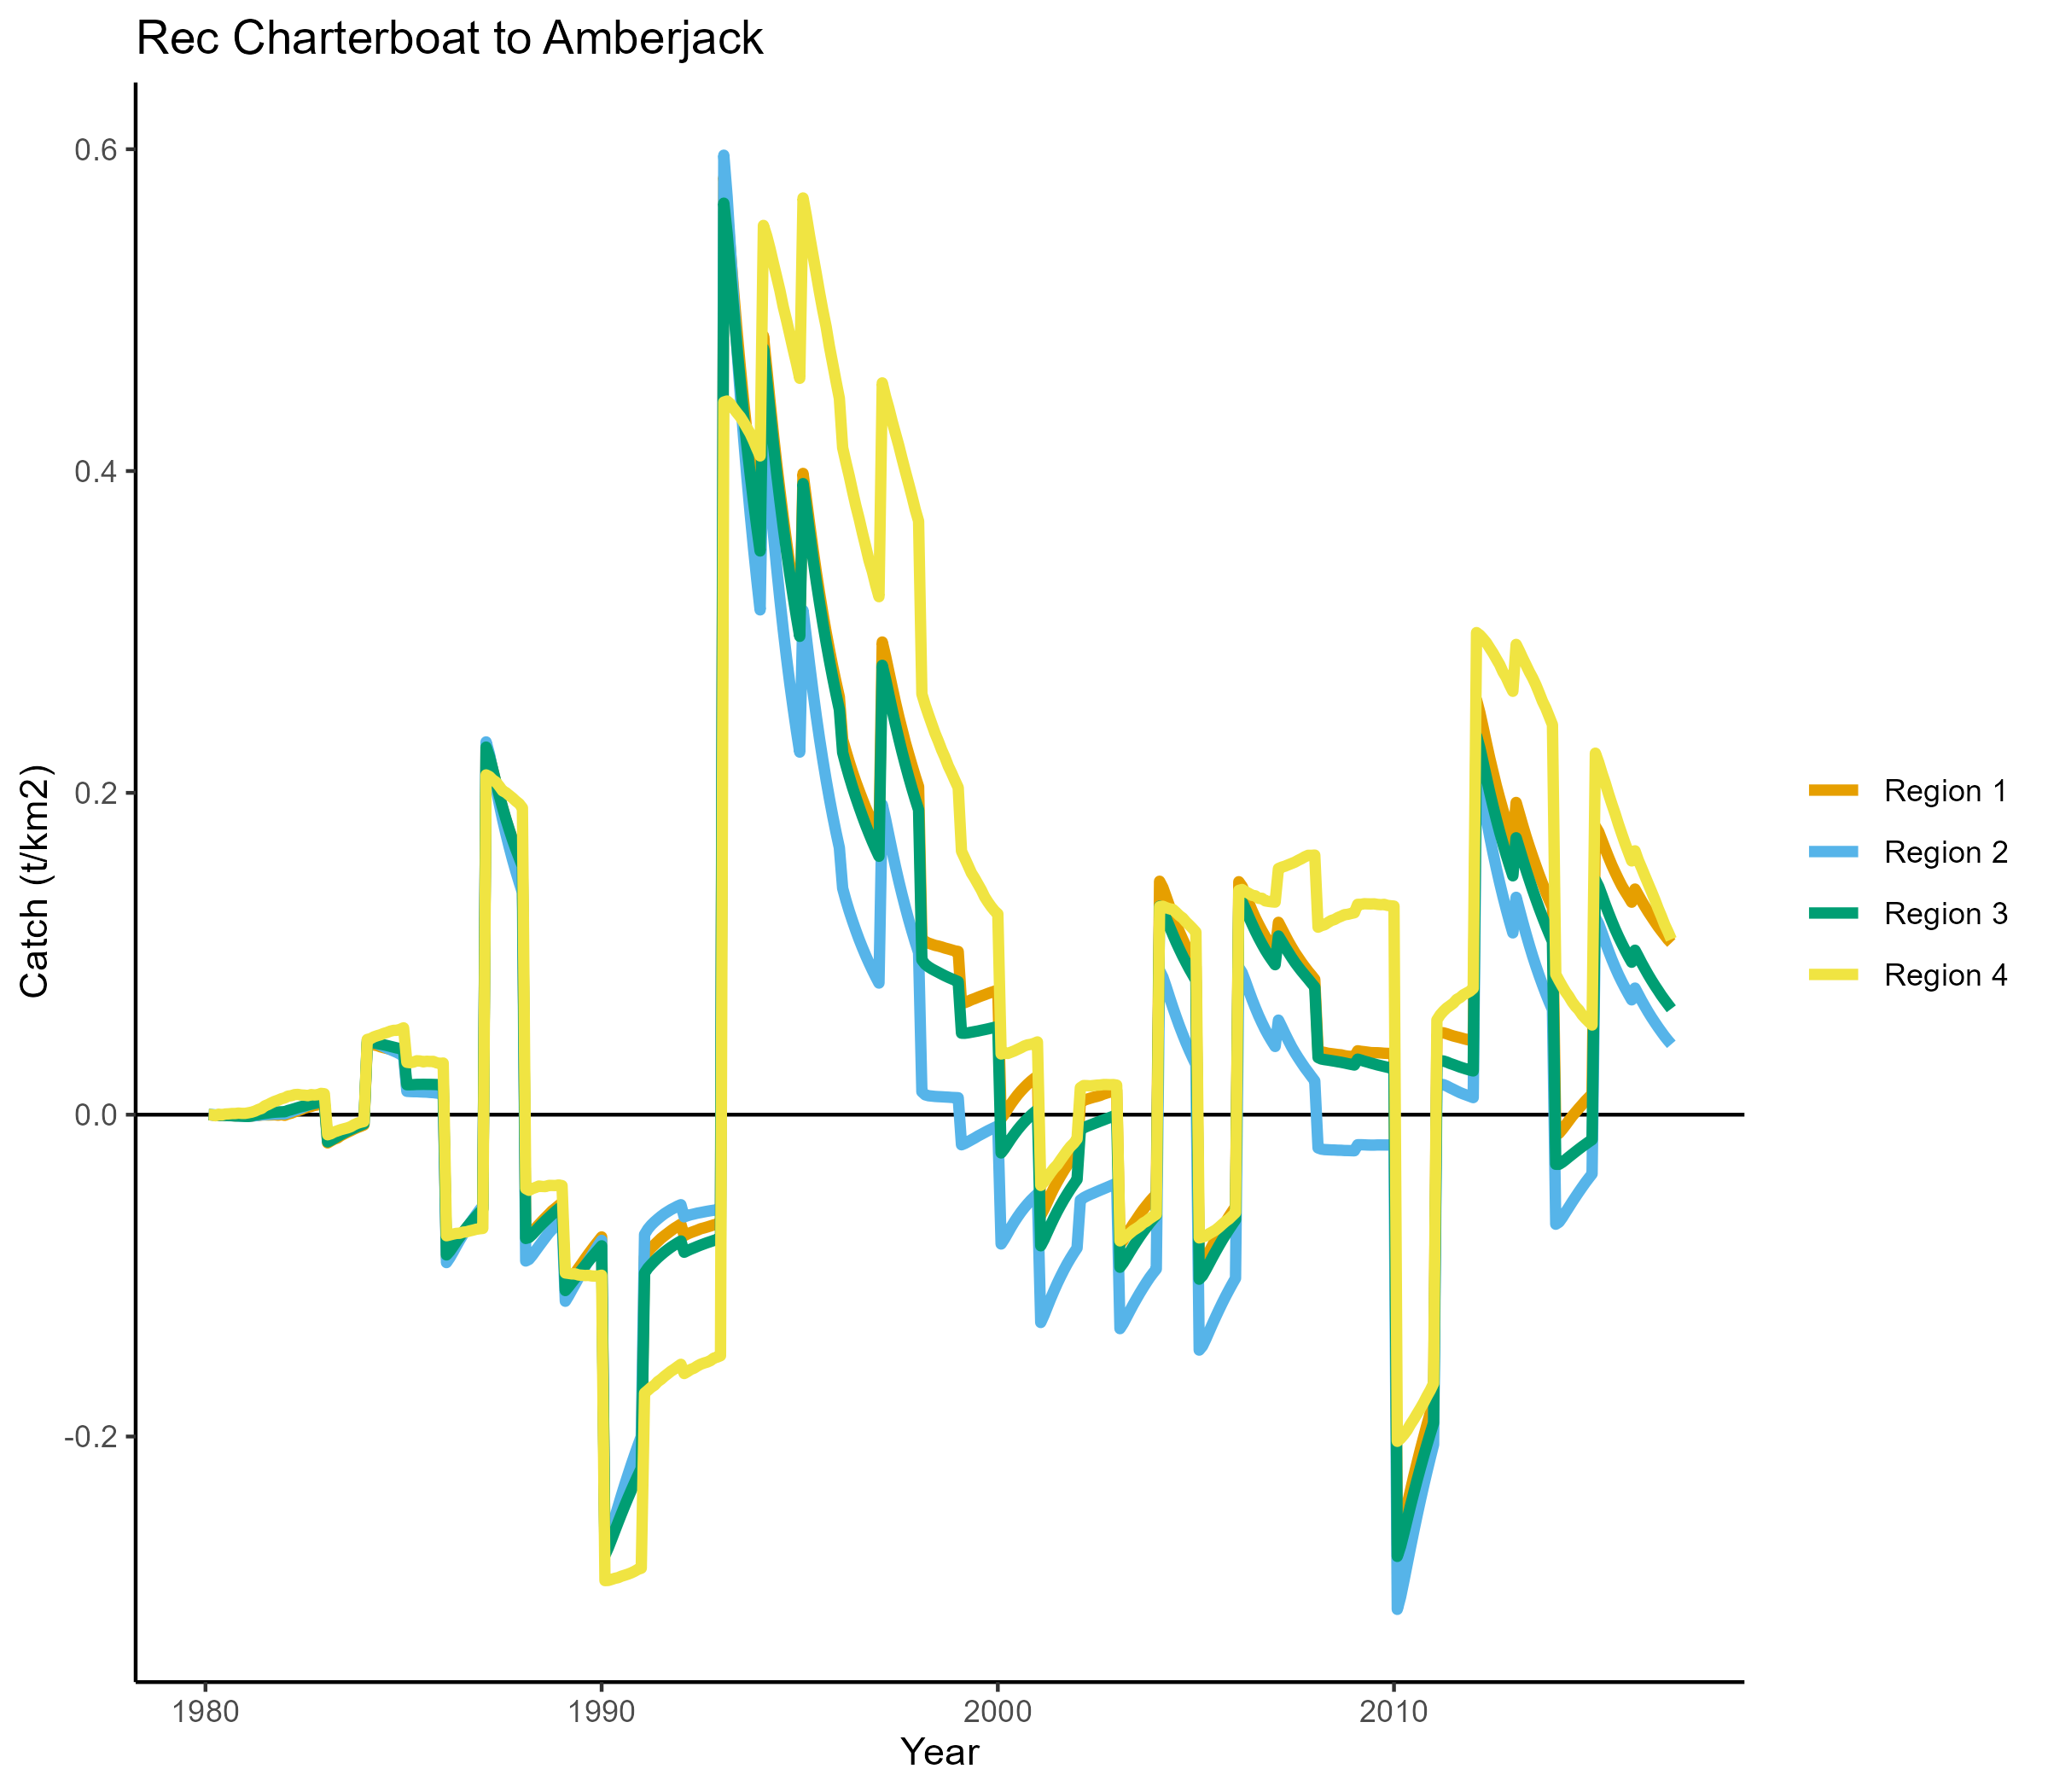 Rec Charterboat to Amberjack
Catch (t/km2)
0.6
0.4
0.2
0.0
-0.2
1980
1990
2000
2010
Year
Region 1
Region 2
Region 3
Region 4